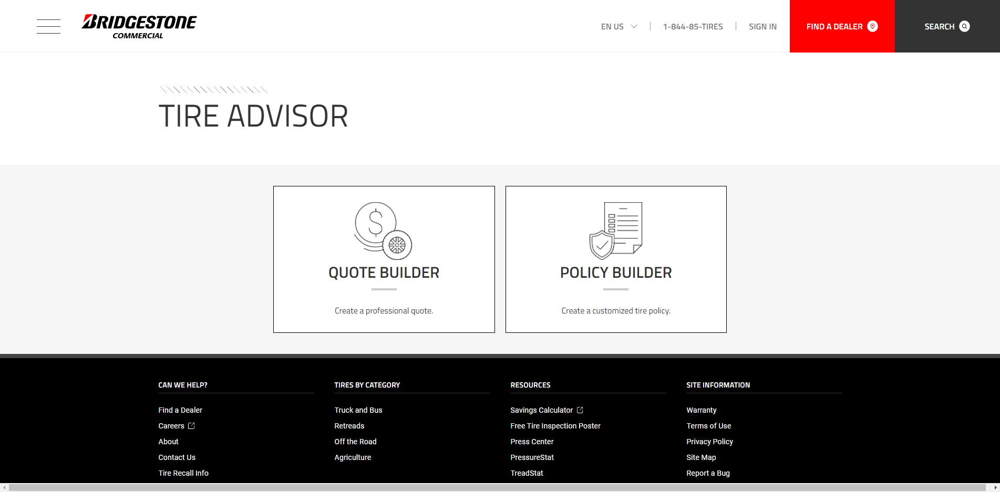 BRIDGESTONE
COMMERCIAL
EN US
1-844-85-TIRES
SIGN IN
FIND A DEALER
SEARCH
TIRE ADVISOR
$
QUOTE BUILDER
Create a professional quote.
POLICY BUILDER
Create a customized tire policy.
CAN WE HELP?
Find a Dealer
Careers
About
Contact Us
Tire Recall Info
TIRES BY CATEGORY
Truck and Bus
Retreads
Off the Road
Agriculture
RESOURCES
Savings Calculator
Free Tire Inspection Poster
Press Center
PressureStat
TreadStat
SITE INFORMATION
Warranty
Terms of Use
Privacy Policy
Site Map
Report a Bug